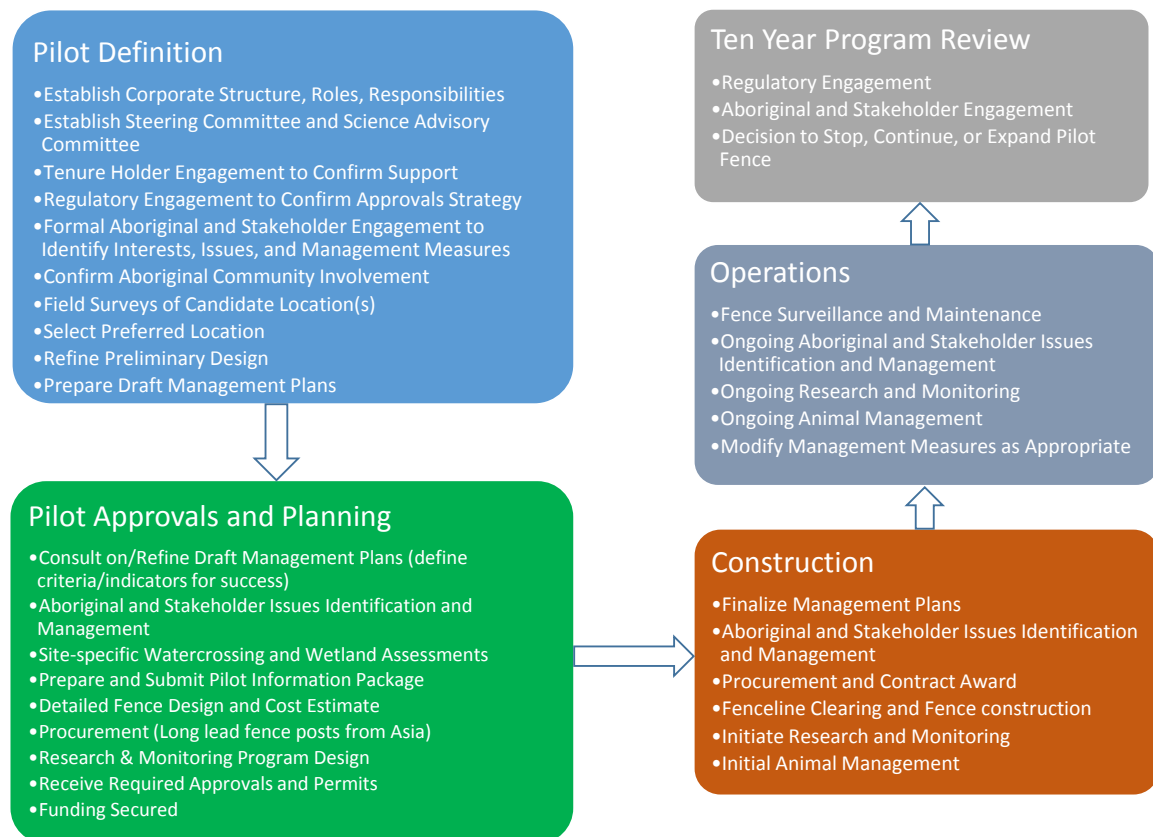 Pilot Definition
•Establish Corporate Structure, Roles, Responsibilities
•Establish Steering Committee and Science Advisory
Committee
•Tenure Holder Engagement to Confirm Support
•Regulatory Engagement to Confirm Approvals Strategy
•Formal Aboriginal and Stakeholder Engagement to
Identify Interests, Issues, and Management Measures
•Confirm Aboriginal Community Involvement
•Field Surveys of Candidate Location(s)
•Select Preferred Location
•Refine Preliminary Design
•Prepare Draft Management Plans
Pilot Approvals and Planning
•Consult on/Refine Draft Management Plans (define
criteria/indicators for success)
•Aboriginal and Stakeholder Issues Identification and
Management
•Site-specific Watercrossing and Wetland Assessments
•Prepare and Submit Pilot Information Package
•Detailed Fence Design and Cost Estimate
•Procurement (Long lead fence posts from Asia)
•Research & Monitoring Program Design
•Receive Required Approvals and Permits
•Funding Secured
Construction
•Finalize Management Plans
•Aboriginal and Stakeholder Issues Identification
and Management
•Procurement and Contract Award
•Fenceline Clearing and Fence construction
•Initiate Research and Monitoring
•Initial Animal Management
Operations
•Fence Surveillance and Maintenance
•Ongoing Aboriginal and Stakeholder Issues
Identification and Management
•Ongoing Research and Monitoring
•Ongoing Animal Management
•Modify Management Measures as Appropriate
Ten Year Program Review
•Regulatory Engagement
•Aboriginal and Stakeholder Engagement
•Decision to Stop, Continue, or Expand Pilot
Fence